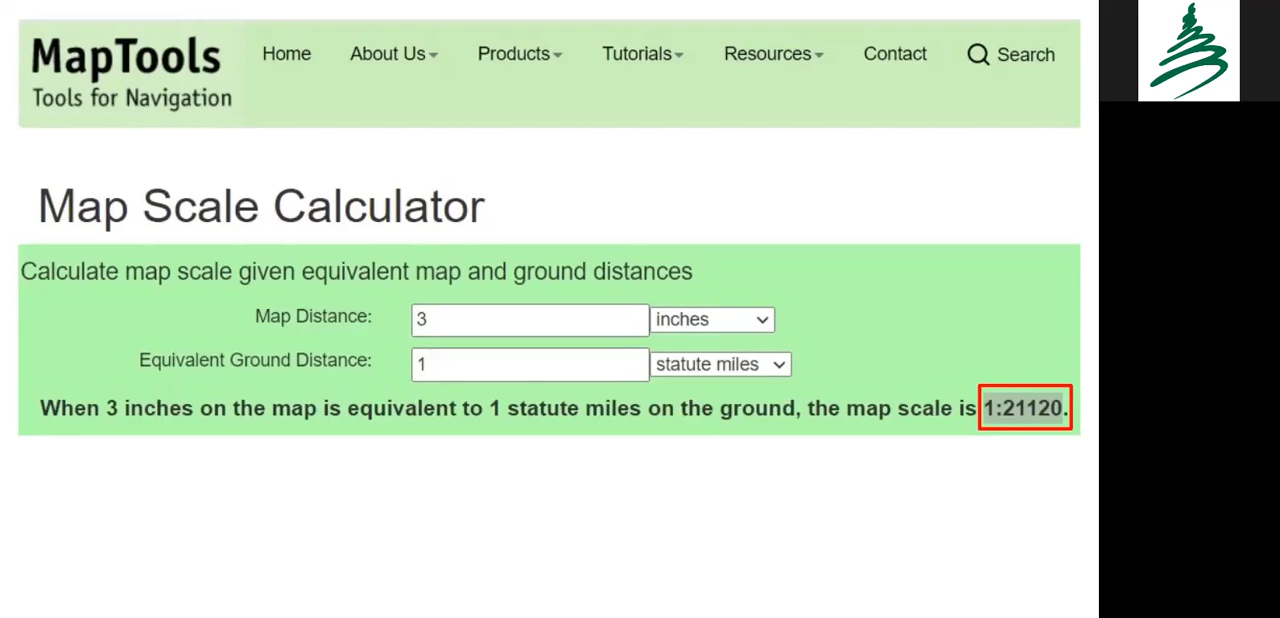 MapTools
Tools for Navigation
Home About Us Products Tutorials Resources Contact Search
Map Scale Calculator
Calculate map scale given equivalent map and ground distances
Map Distance: 3 inches
Equivalent Ground Distance: 1 statute miles
When 3 inches on the map is equivalent to 1 statute miles on the ground, the map scale is 1:21120.